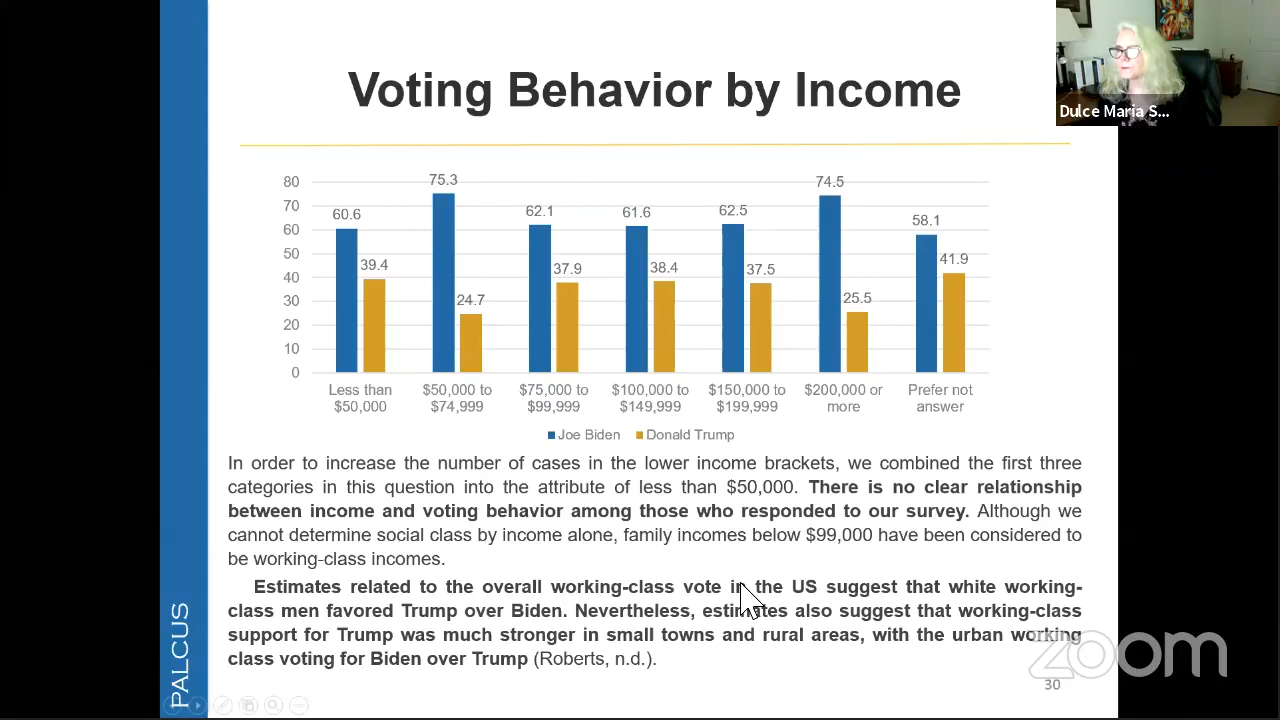 Voting Behavior by Income
Dulce Maria S...
80
70
60
50
40
30
20
10
0
60.6
39.4
75.3
24.7
62.1
37.9
61.6
38.4
62.5
37.5
74.5
25.5
58.1
41.9
Less than
$50,000
$50,000 to
$74,999
$75,000 to
$99,999
$100,000 to
$149,999
$150,000 to
$199,999
$200,000 or
more
Prefer not
answer
Joe Biden
Donald Trump
In order to increase the number of cases in the lower income brackets, we combined the first three
categories in this question into the attribute of less than $50,000. There is no clear relationship
between income and voting behavior among those who responded to our survey. Although we
cannot determine social class by income alone, family incomes below $99,000 have been considered to
be working-class incomes.
Estimates related to the overall working-class vote in the US suggest that white working-
class men favored Trump over Biden. Nevertheless, estimates also suggest that working-class
support for Trump was much stronger in small towns and rural areas, with the urban working
class voting for Biden over Trump (Roberts, n.d.).
PALCUS
zoom
30